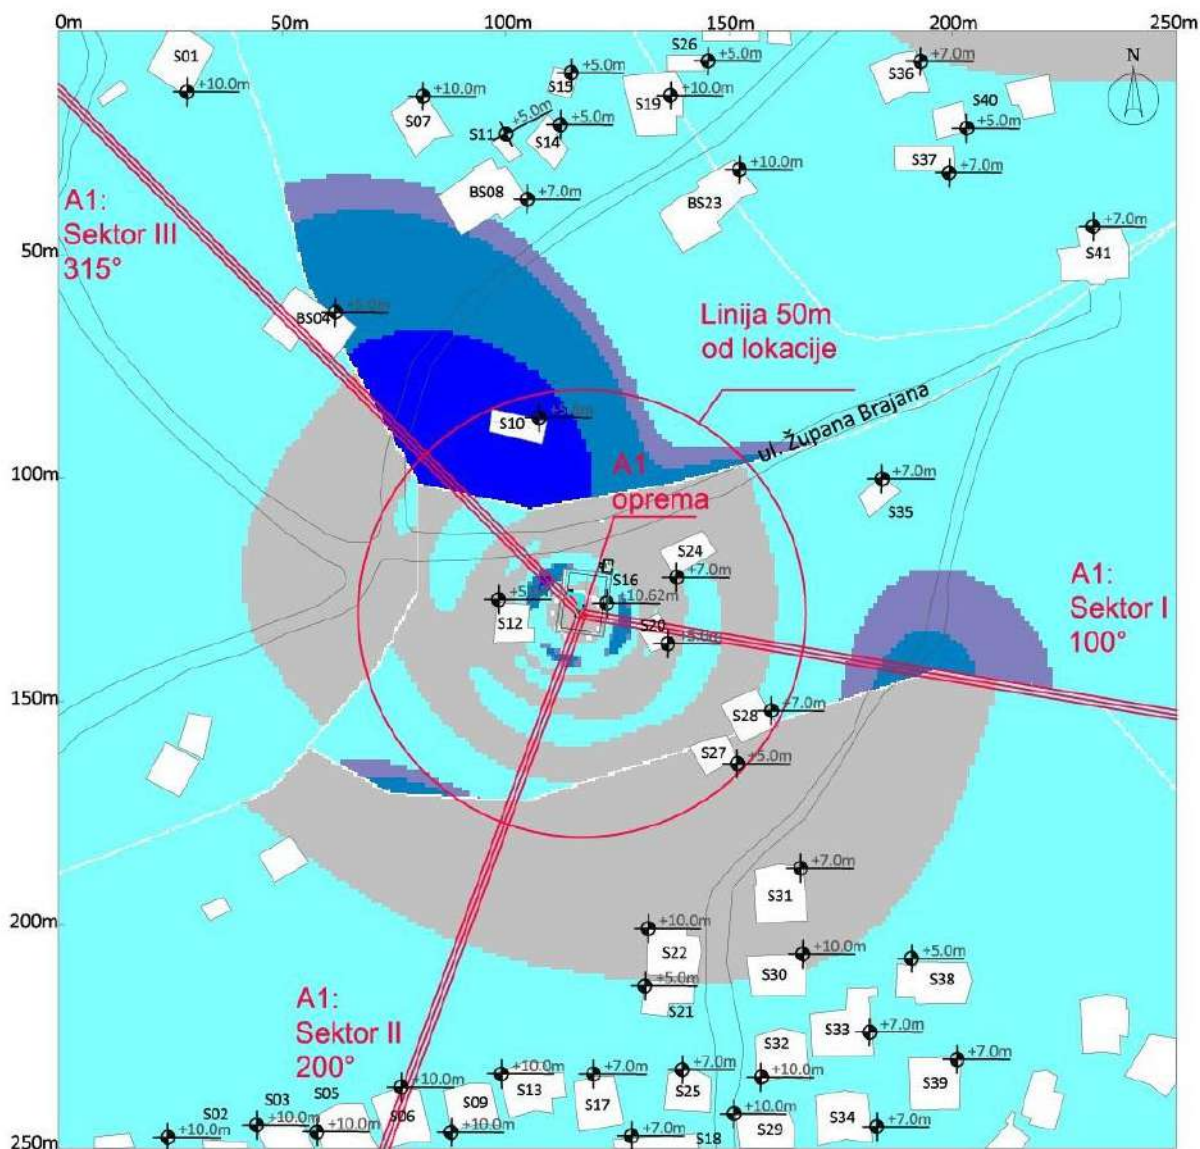 0m
50m
100m
150m
200m
250m
S01
+10.0m
S07
+10.0m
S15
+5.0m
S11
+5.0m
S14
+5.0m
S26
+5.0m
S19
+10.0m
S36
+7.0m
S40
+5.0m
S37
+7.0m
N
BS08
+7.0m
BS23
+10.0m
S41
+7.0m
A1:
Sektor III
315°
50m
BS04
+5.0m
Linija 50m
od lokacije
S10
ul. Župana Brajana
100m
A1
oprema
+7.0m
S35
S24
+7.0m
S16
+10.62m
S12
S20
A1:
Sektor I
100°
150m
S28
+7.0m
S27
+5.0m
S31
+7.0m
200m
+10.0m
S22
+5.0m
S21
+10.0m
S30
+5.0m
S38
A1:
Sektor II
200°
S33
+7.0m
S32
+10.0m
S39
+7.0m
S02
+10.0m
S03
+10.0m
S05
+10.0m
S06
+10.0m
S09
+10.0m
S13
+10.0m
S17
+7.0m
S25
+7.0m
S18
+7.0m
S29
+10.0m
S34
+7.0m
250m